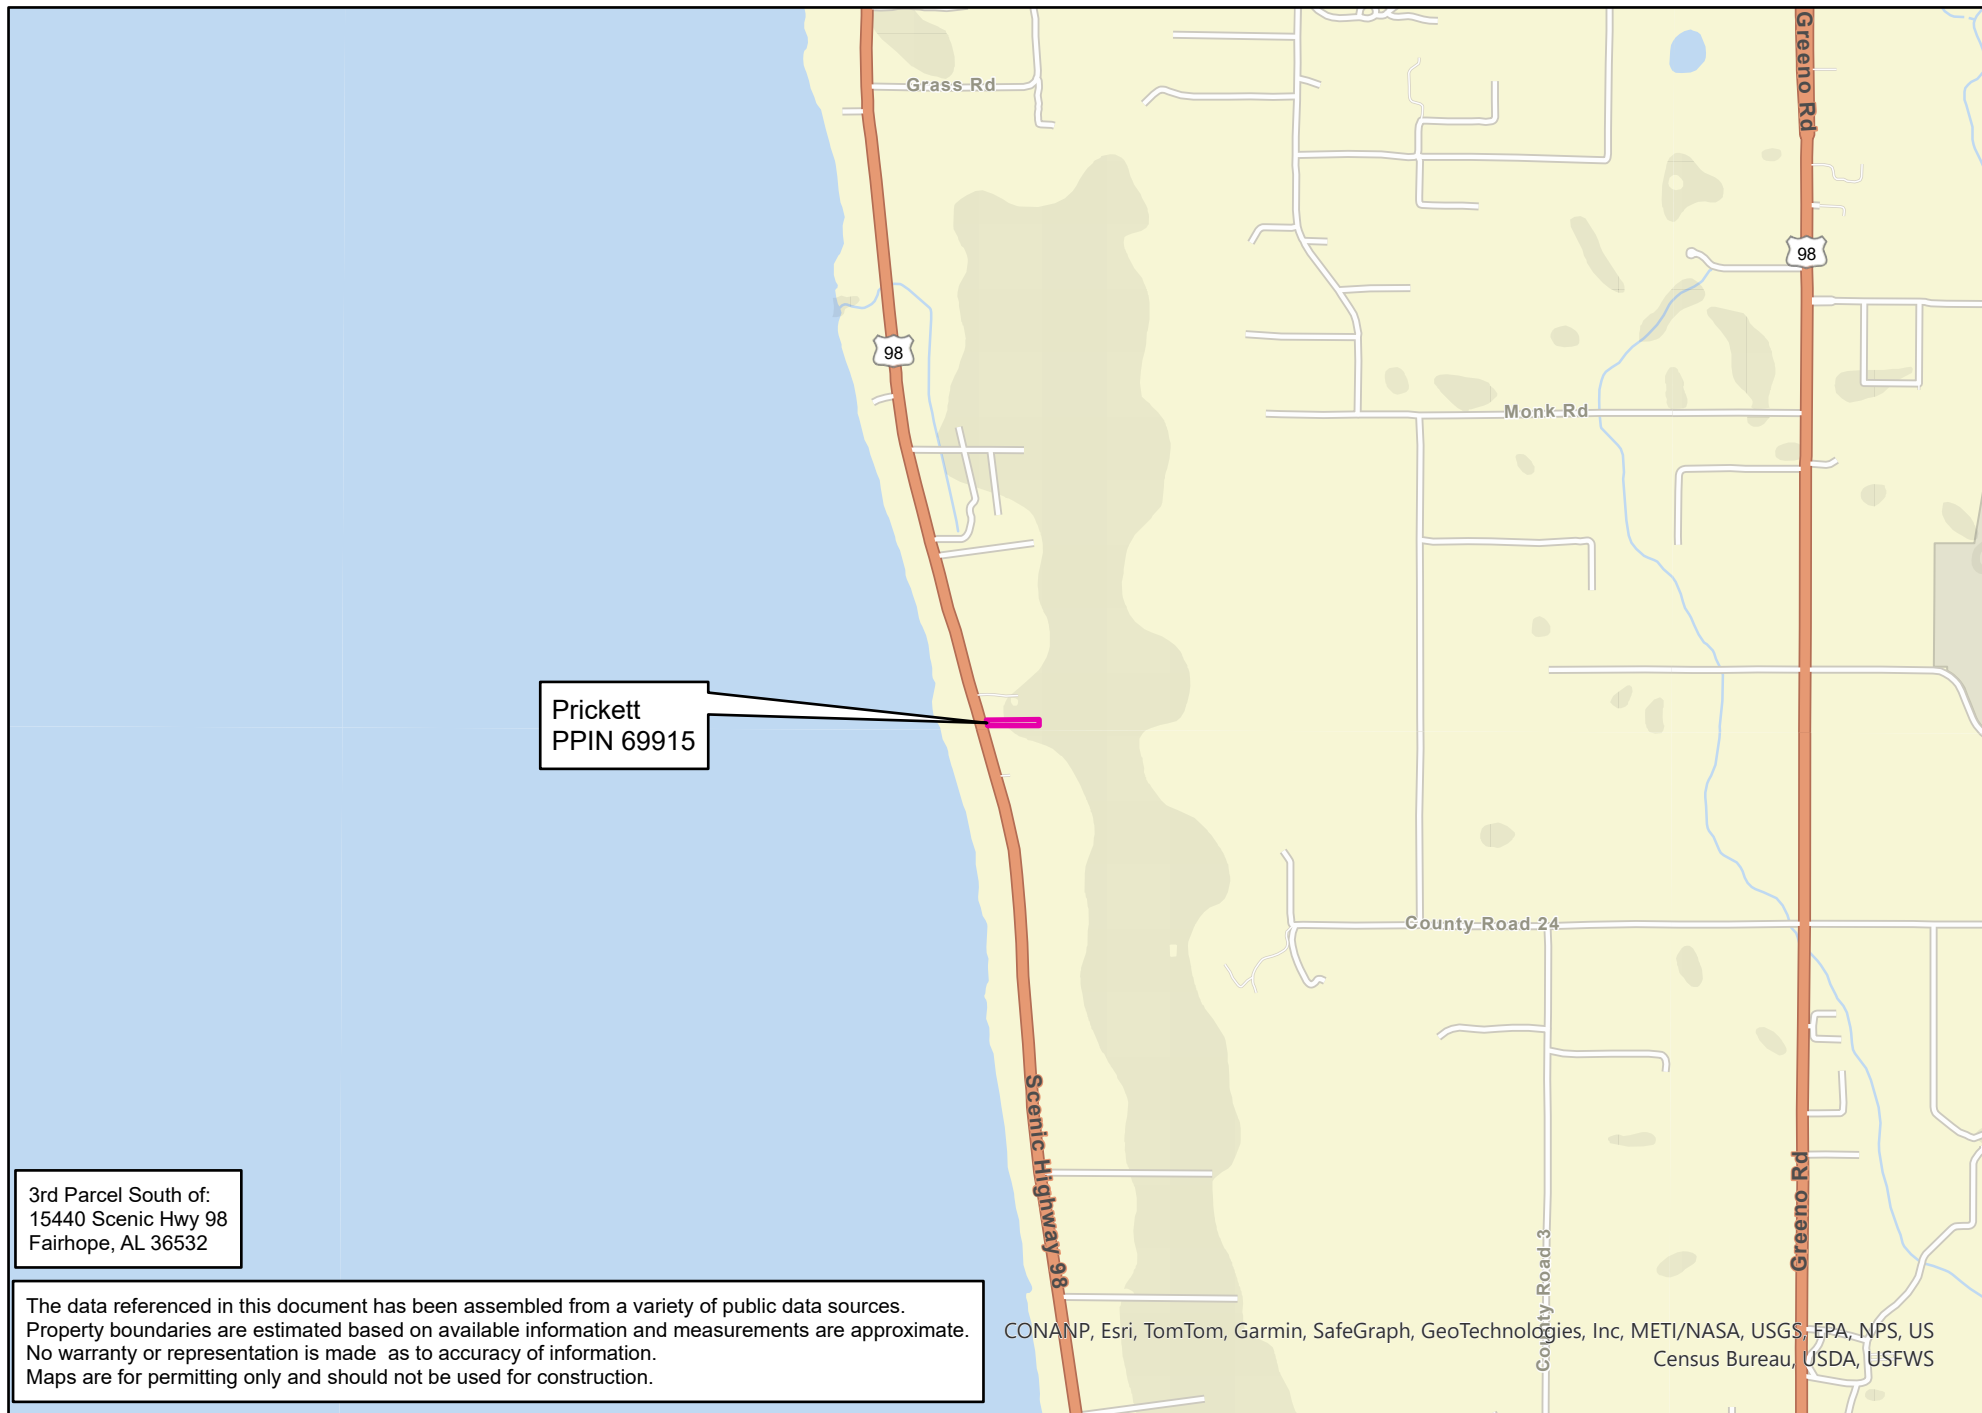 Grass Rd
Greeno Rd
98
98
Monk Rd
Prickett
PPIN 69915
County Road 24
Scenic Highway 98
County Road 3
Greeno Rd
3rd Parcel South of:
15440 Scenic Hwy 98
Fairhope, AL 36532
The data referenced in this document has been assembled from a variety of public data sources.
Property boundaries are estimated based on available information and measurements are approximate.
No warranty or representation is made  as to accuracy of information.
Maps are for permitting only and should not be used for construction.
CONANP, Esri, TomTom, Garmin, SafeGraph, GeoTechnologies, Inc, METI/NASA, USGS, EPA, NPS, US
Census Bureau, USDA, USFWS